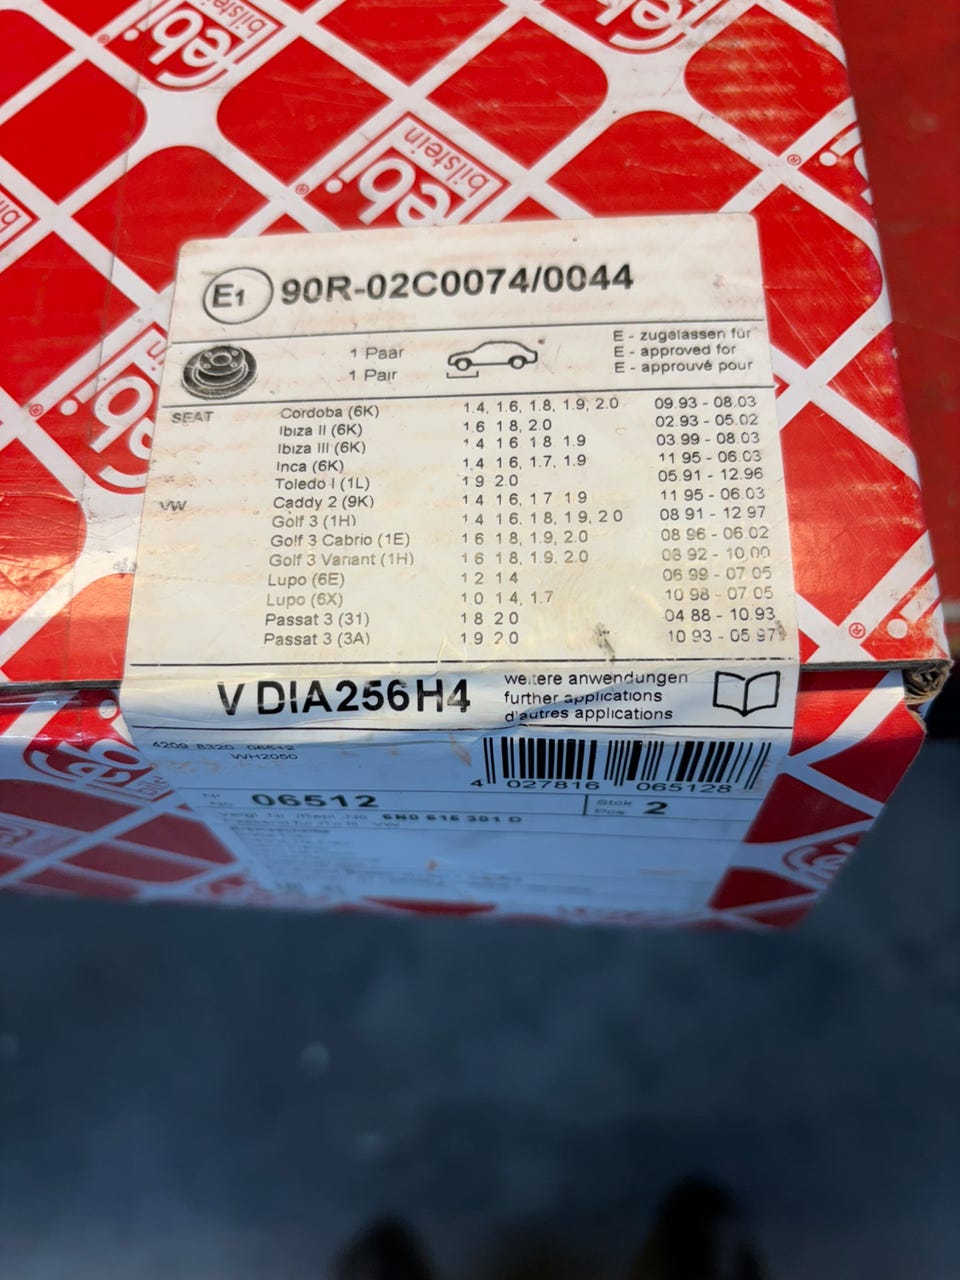 febi
bilstein
febi
bilstein
E1 90R-02C0074/0044
1 Paar
1 Pair
E - zugelassen für
E - approved for
E - approuvé pour
SEAT Cordoba (6K) 1.4, 1.6, 1.8, 1.9, 2.0 09.93 - 08.03
Ibiza II (6K) 1.6 1 8, 2.0 02.93 - 05.02
Ibiza III (6K) 1 4 1 6 1 8 1.9 03 99 - 08.03
Inca (6K) 1.4 1 6, 1.7, 1.9 11 95 - 06.03
Toledo I (1L) 1 9 2.0 05.91 - 12.96
VW Caddy 2 (9K) 1 4 1 6, 1 7 1 9 11 95 - 06.03
Golf 3 (1H) 1 4 1 6. 1 8, 1 9, 2 0 08 91 - 12.97
Golf 3 Cabrio (1E) 1 6 1 8, 1.9, 2.0 08 96 - 06.02
Golf 3 Variant (1H) 1 6 1 8, 1.9, 2.0 08 92 - 10.00
Lupo (6E) 1 2 1 4 06 99 - 07 05
Lupo (6X) 1.0 1 4, 1.7 10 98 - 07.05
Passat 3 (31) 1 8 2 0 04 88 - 10.93
Passat 3 (3A) 1.9 2 0 10 93 - 05.97
V DIA256H4
weitere anwendungen
further applications
d'autres applications
4209 8320 06512
WH2050
4 027816 065128
Nr
No 06512
Stck
Pcs 2
6N0 615 301 D